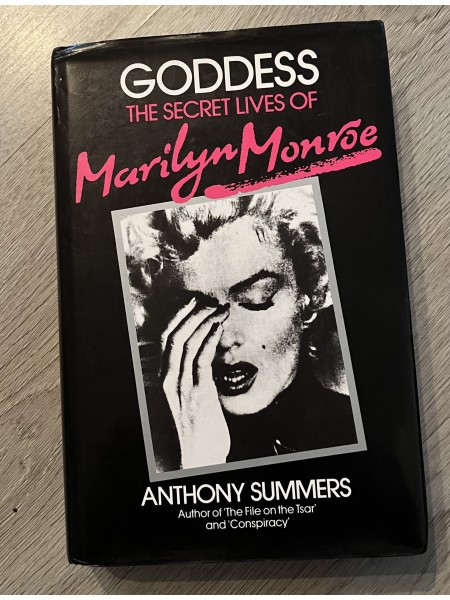 GODDESS
THE SECRET LIVES OF
Marilyn Monroe
ANTHONY SUMMERS
Author of 'The File on the Tsar'
and 'Conspiracy'